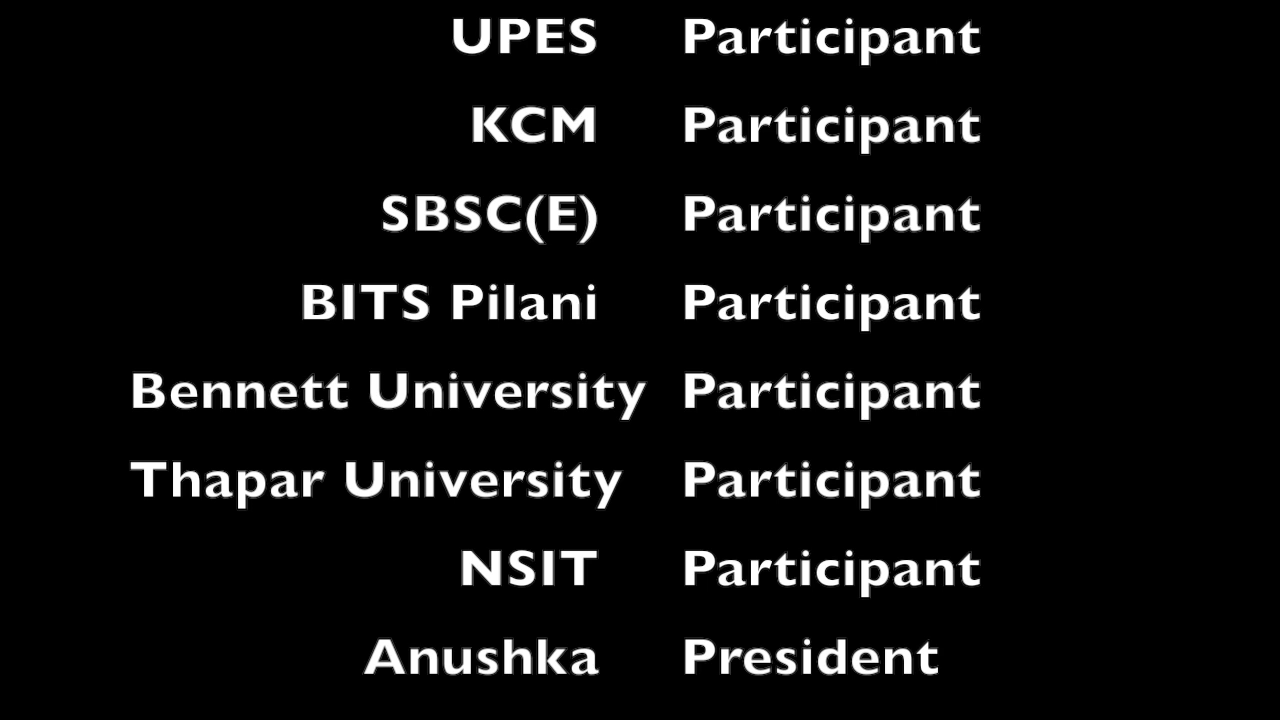 UPES Participant
KCM Participant
SBSC(E) Participant
BITS Pilani Participant
Bennett University Participant
Thapar University Participant
NSIT Participant
Anushka President